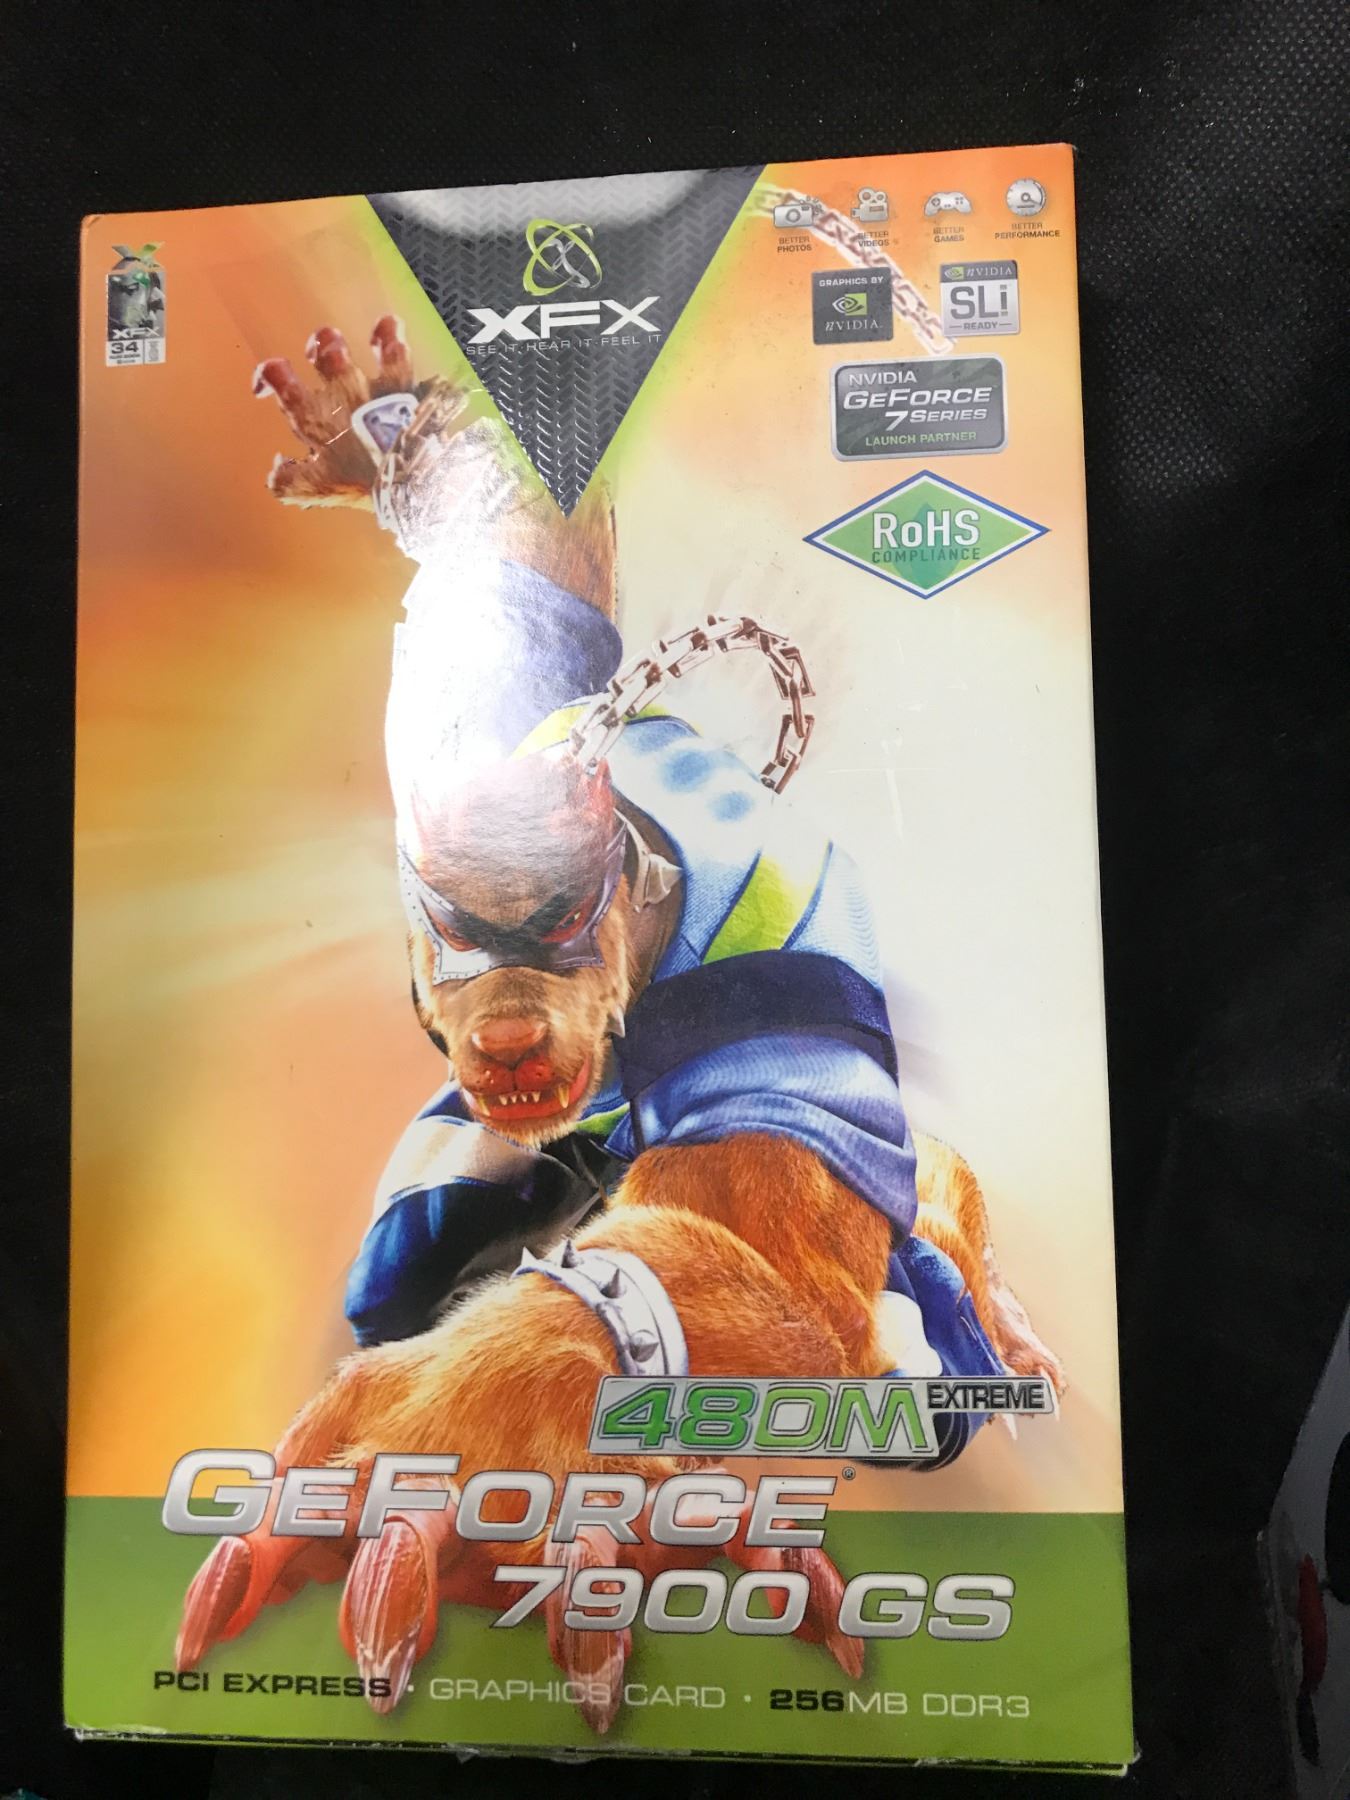 XFX
SEE IT·HEAR IT·FEEL IT
BETTER PHOTOS
BETTER VIDEOS
BETTER GAMES
BETTER PERFORMANCE
GRAPHICS BY
NVIDIA
NVIDIA
SLi
READY
XFX
34
NVIDIA
GEFORCE
7 SERIES
LAUNCH PARTNER
RoHS
COMPLIANCE
480M EXTREME
GEFORCE®
7900 GS
PCI EXPRESS · GRAPHICS CARD · 256MB DDR3